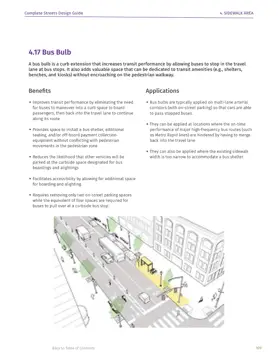 Complete Streets Design Guide
4. SIDEWALK AREA
4.17 Bus Bulb
A bus bulb is a curb extension that increases transit performance by allowing buses to stop in the travel
lane at bus stops. It also adds valuable space that can be dedicated to transit amenities (e.g., shelters,
benches, and kiosks) without encroaching on the pedestrian walkway.
Benefits
• Increases transit performance by eliminating the need
for buses to maneuver into a curb space to board
passengers, then back into the travel lane to continue
along its route
• Provides space to install a bus shelter, additional
seating, and/or off-board payment collection
equipment without conflicting with pedestrian
movements in the pedestrian zone
• Reduces the likelihood that other vehicles will be
parked at the curbside space designated for bus
boardings and alightings
• Facilitates accessibility by allowing for additional space
for boarding and alighting
• Requires removing only two on-street parking spaces
while the equivalent of four spaces are required for
buses to pull over at a curbside bus stop
Applications
• Bus bulbs are typically applied on multi-lane arterial
corridors (with on-street parking) so that cars are able
to pass stopped buses
• They can be applied at locations where the on-time
performance of major high-frequency bus routes (such
as Metro Rapid lines) are hindered by having to merge
back into the travel lane
• They can also be applied where the existing sidewalk
width is too narrow to accommodate a bus shelter
Back to Table of Contents